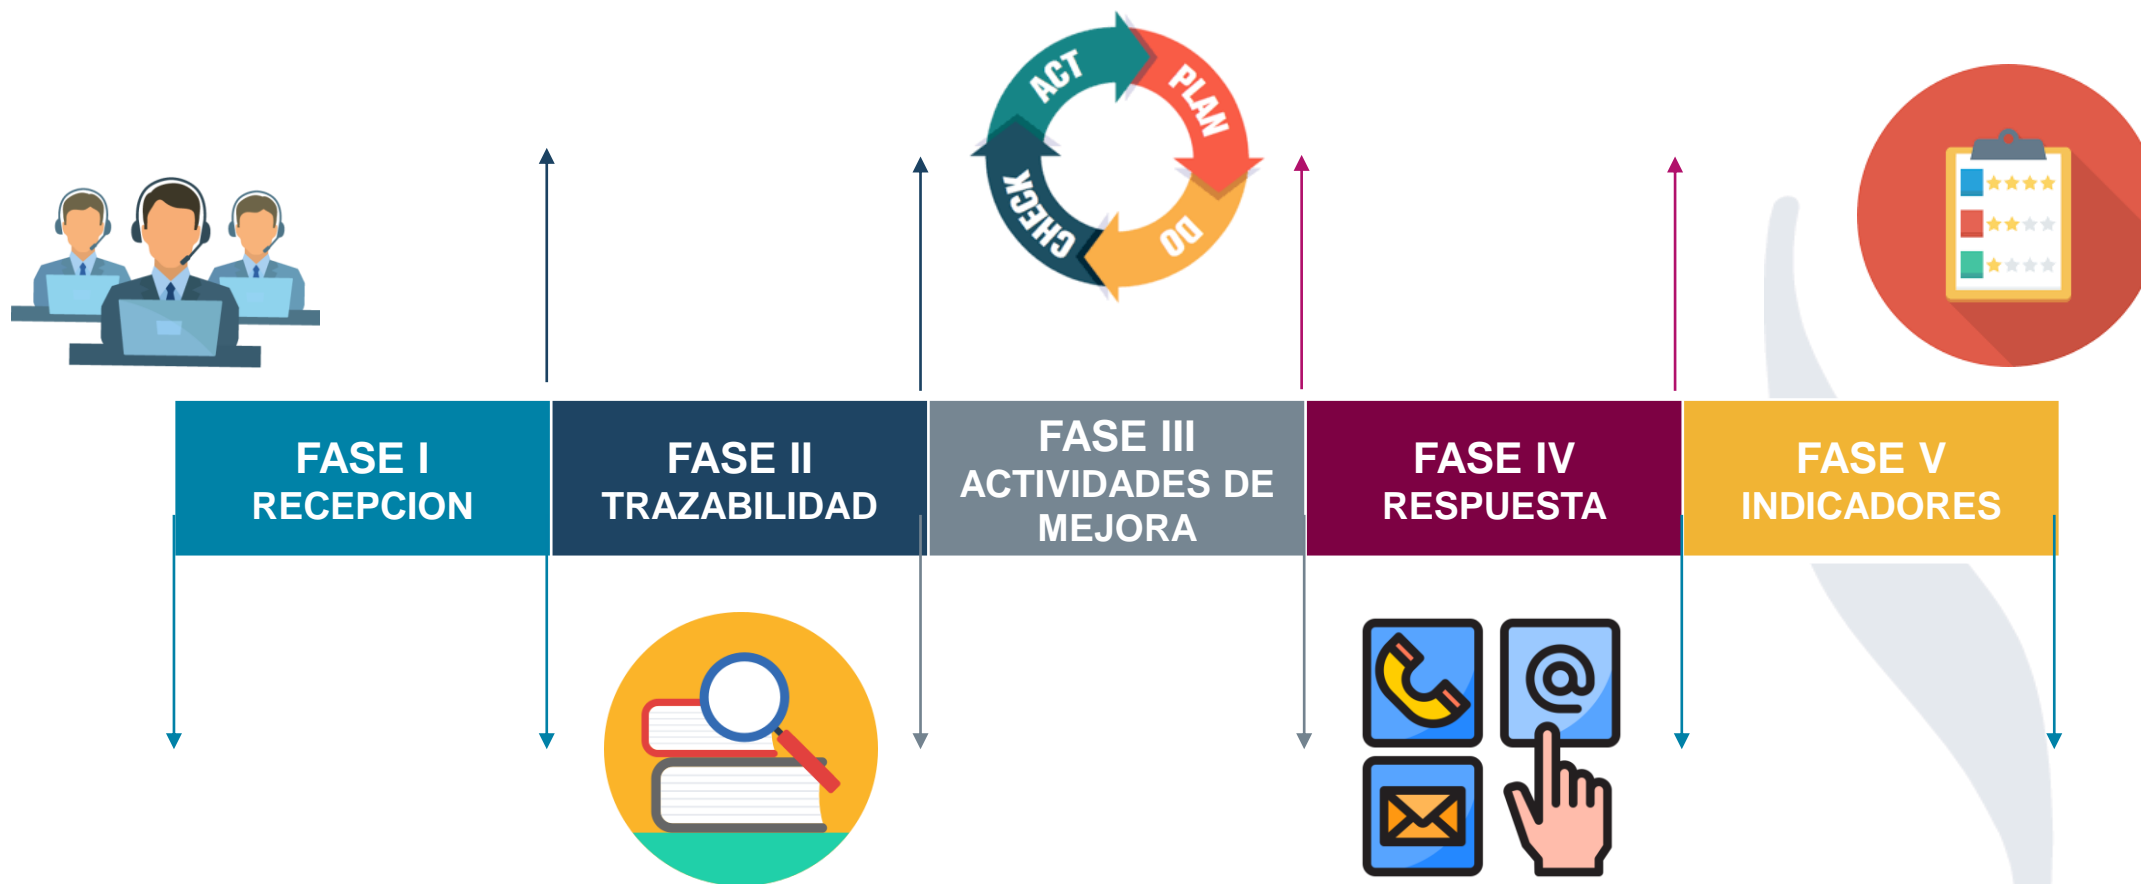 ACT
PLAN
DO
CHECK
FASE I
RECEPCION
FASE II
TRAZABILIDAD
FASE III
ACTIVIDADES DE
MEJORA
FASE IV
RESPUESTA
FASE V
INDICADORES